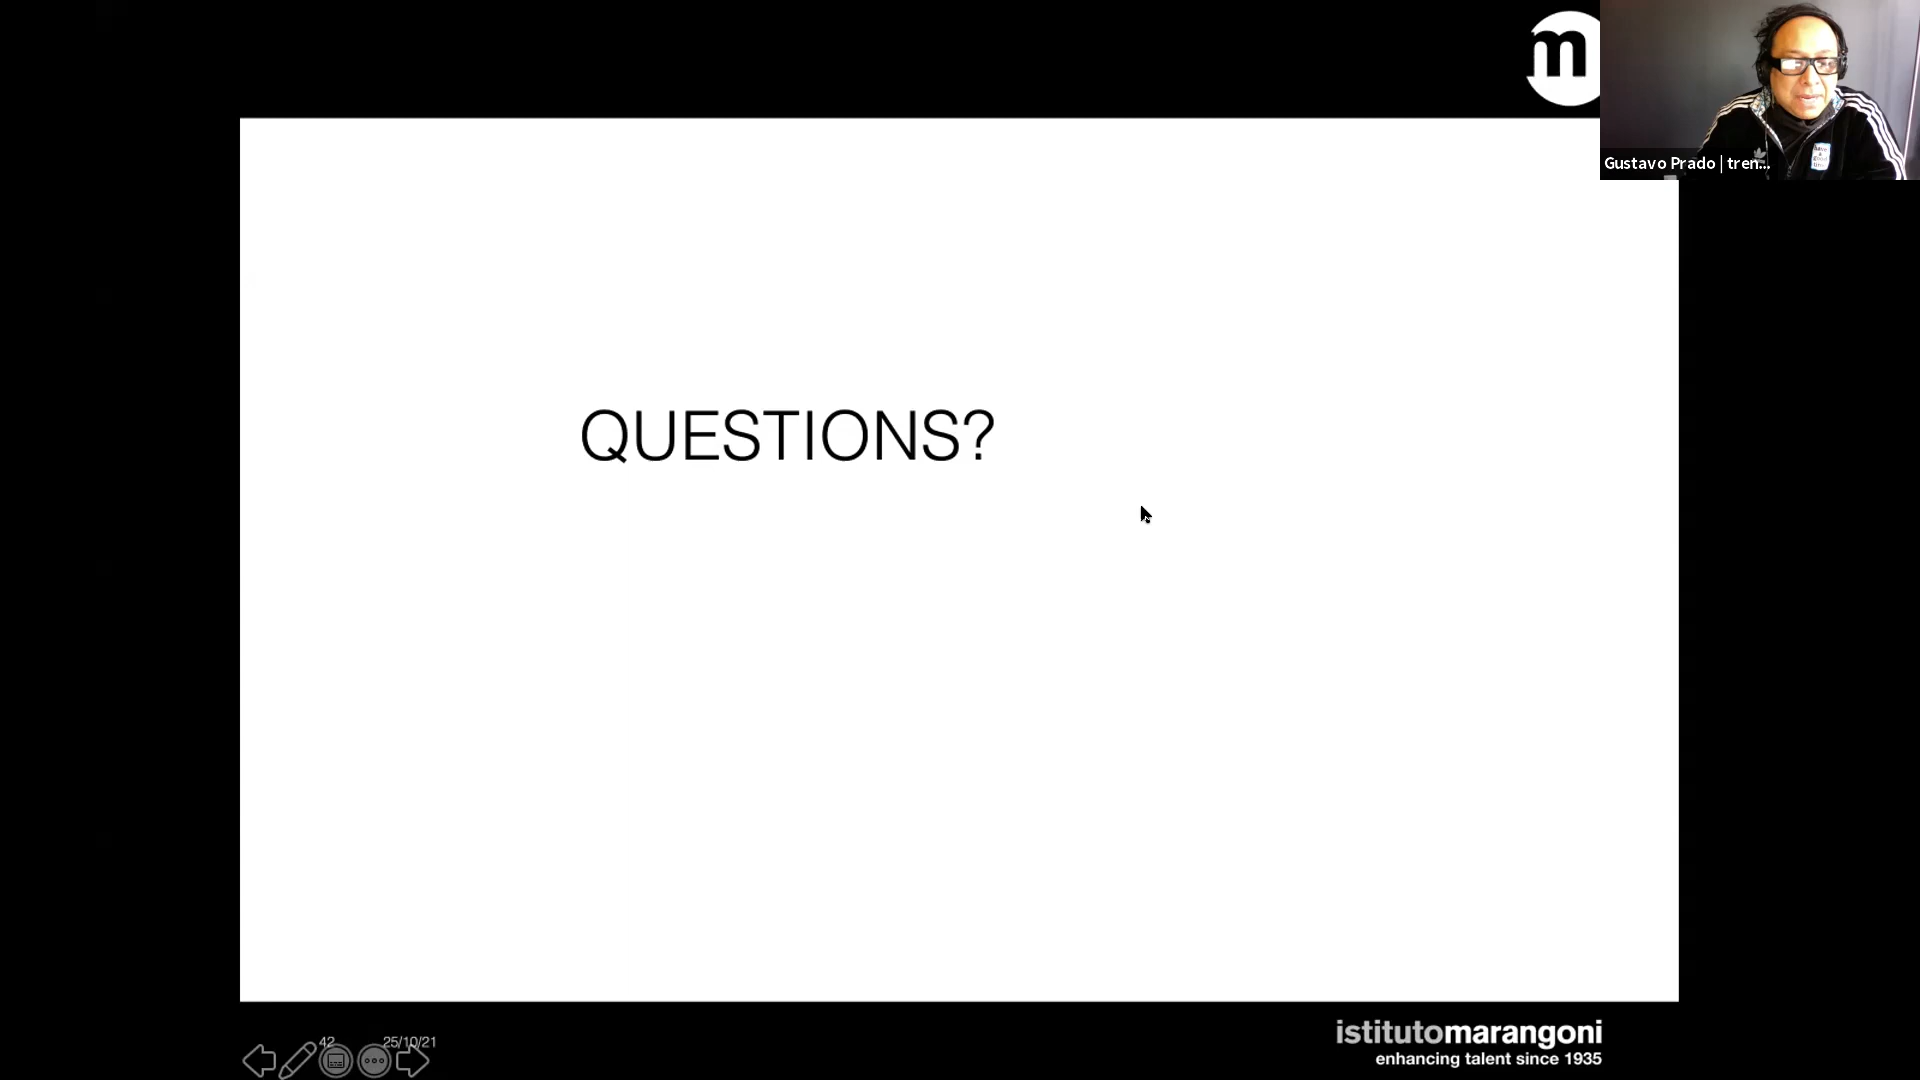 m
Gustavo Prado | tren...
QUESTIONS?
42
25/10/21
istitutomarangoni
enhancing talent since 1935